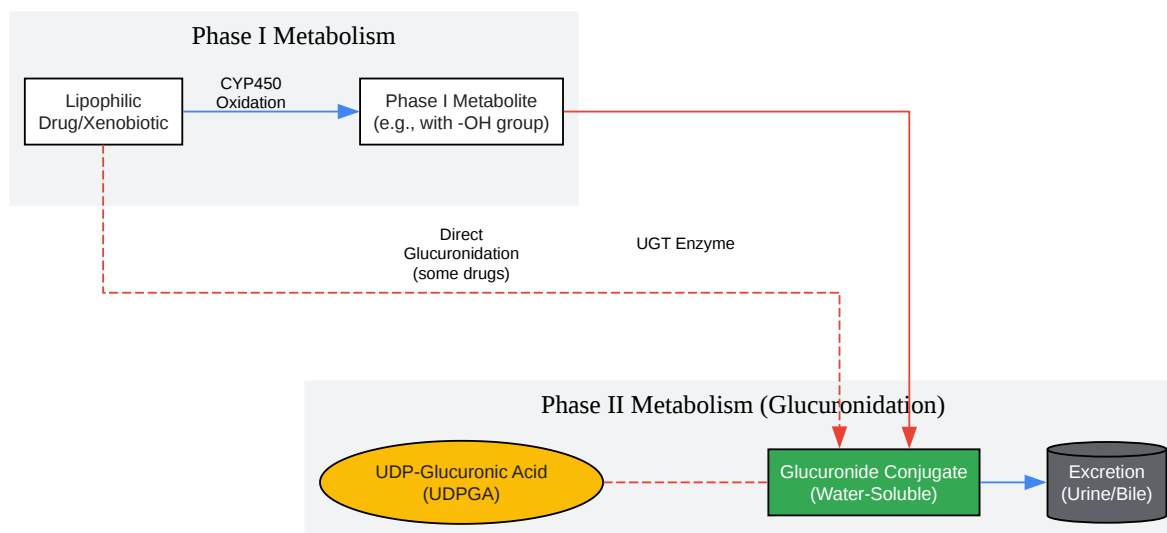 Phase I Metabolism
Lipophilic
Drug/Xenobiotic
CYP450
Oxidation
Phase I Metabolite
(e.g., with -OH group)
Direct
Glucuronidation
(some drugs)
UGT Enzyme
Phase II Metabolism (Glucuronidation)
UDP-Glucuronic Acid
(UDPGA)
Glucuronide Conjugate
(Water-Soluble)
Excretion
(Urine/Bile)